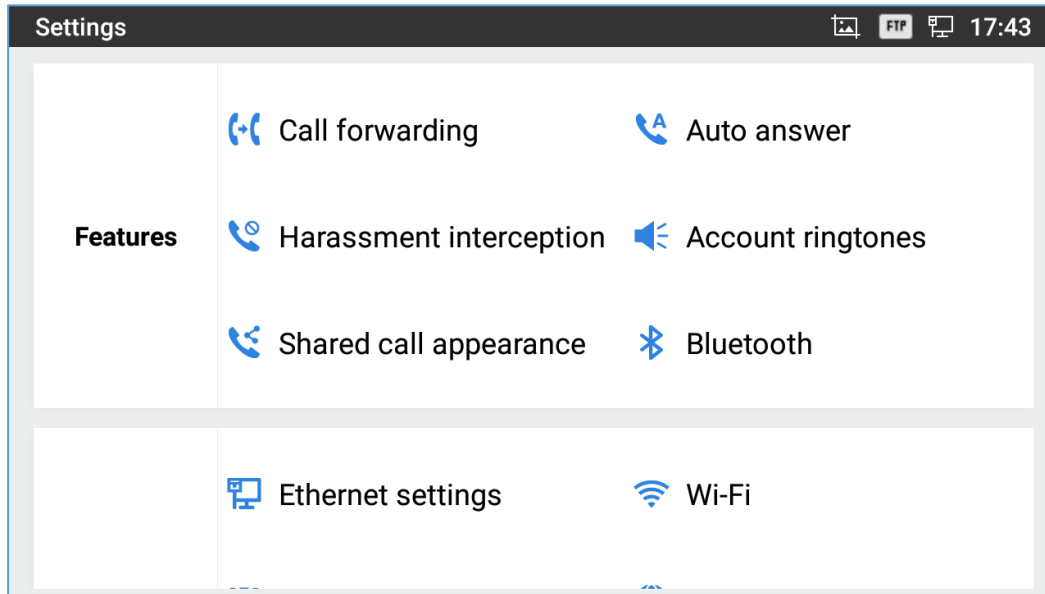 Settings FTP 17:43
Call forwarding Auto answer
Features Harassment interception Account ringtones
Shared call appearance Bluetooth
Ethernet settings Wi-Fi